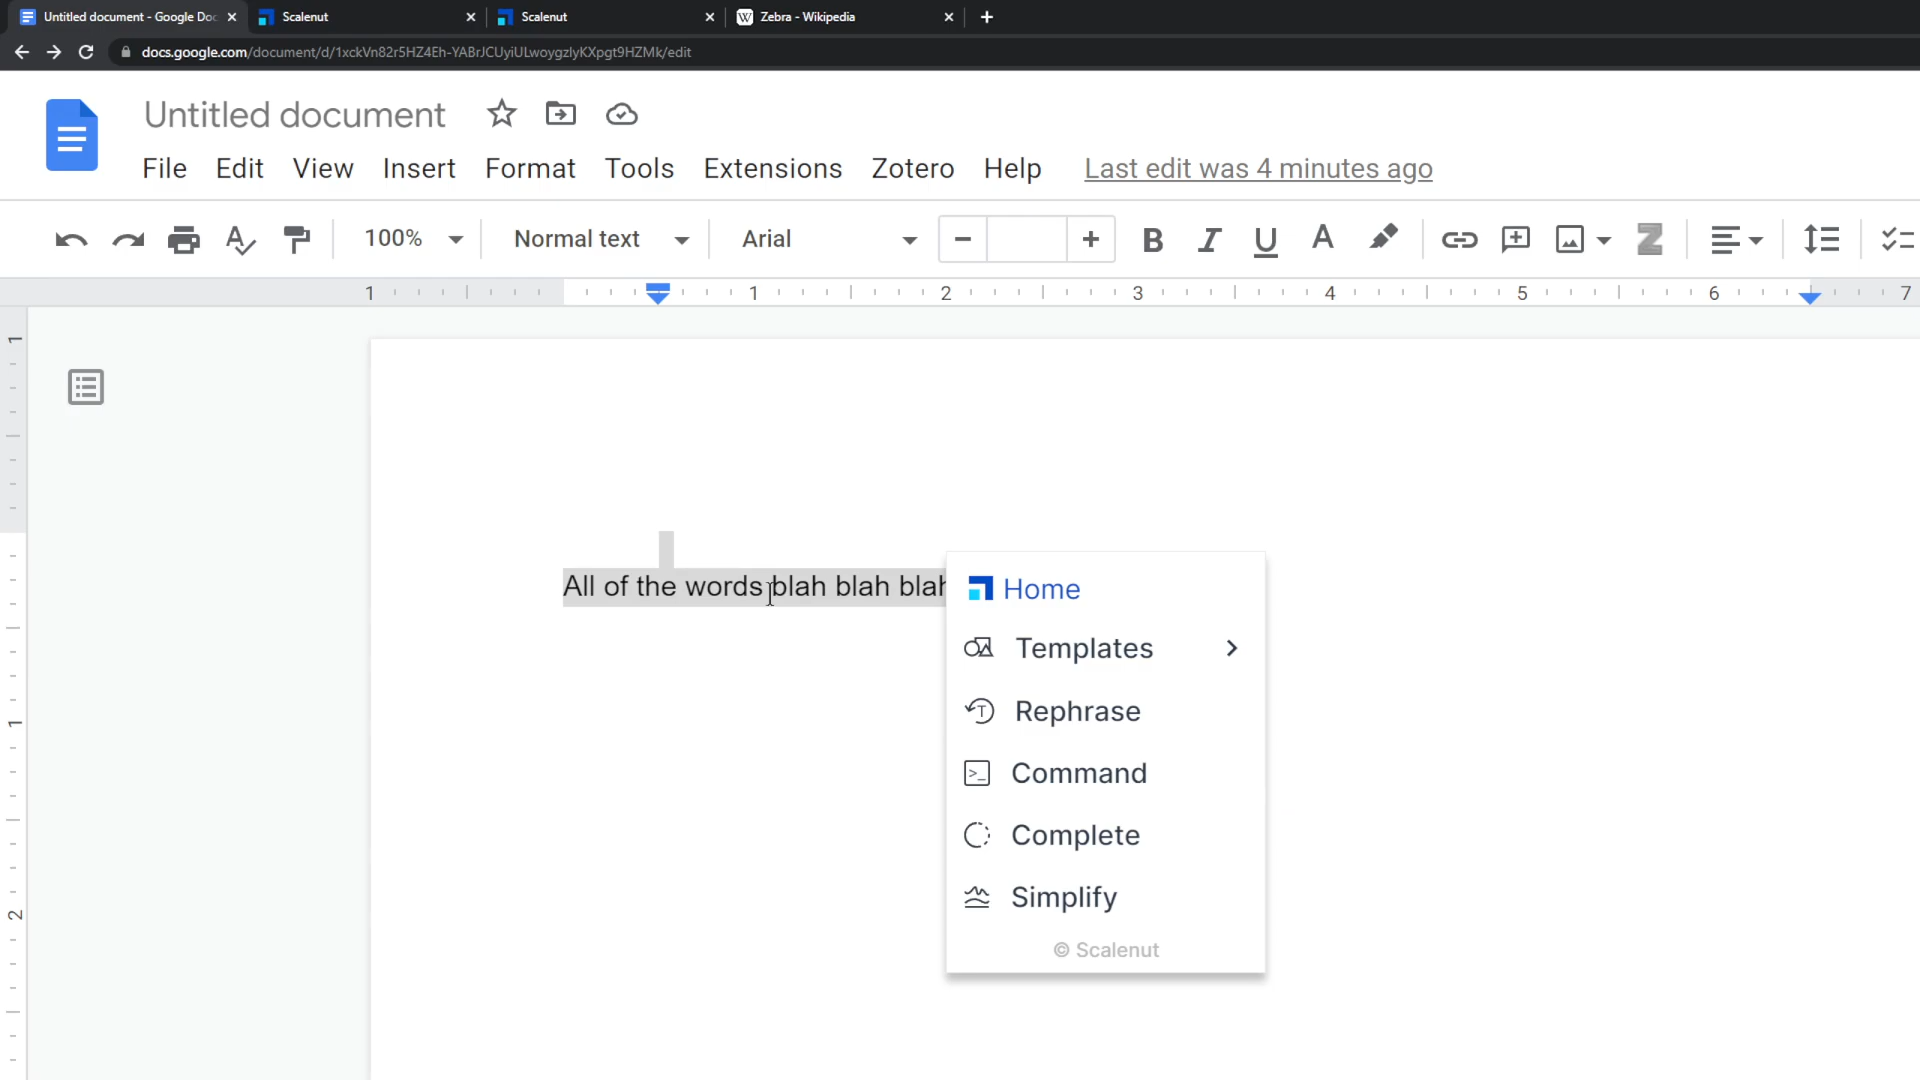 Untitled document - Google Doc
Scalenut
Scalenut
Zebra - Wikipedia
docs.google.com/document/d/1xckVn82r5HZ4Eh-YABrJCUyiULwoygzlyKXpgt9HZMk/edit
Untitled document
File Edit View Insert Format Tools Extensions Zotero Help Last edit was 4 minutes ago
100% Normal text Arial
1 1 2 3 4 5 6 7
1
All of the words blah blah blah
Home
Templates
Rephrase
1
Command
Complete
Simplify
2
© Scalenut